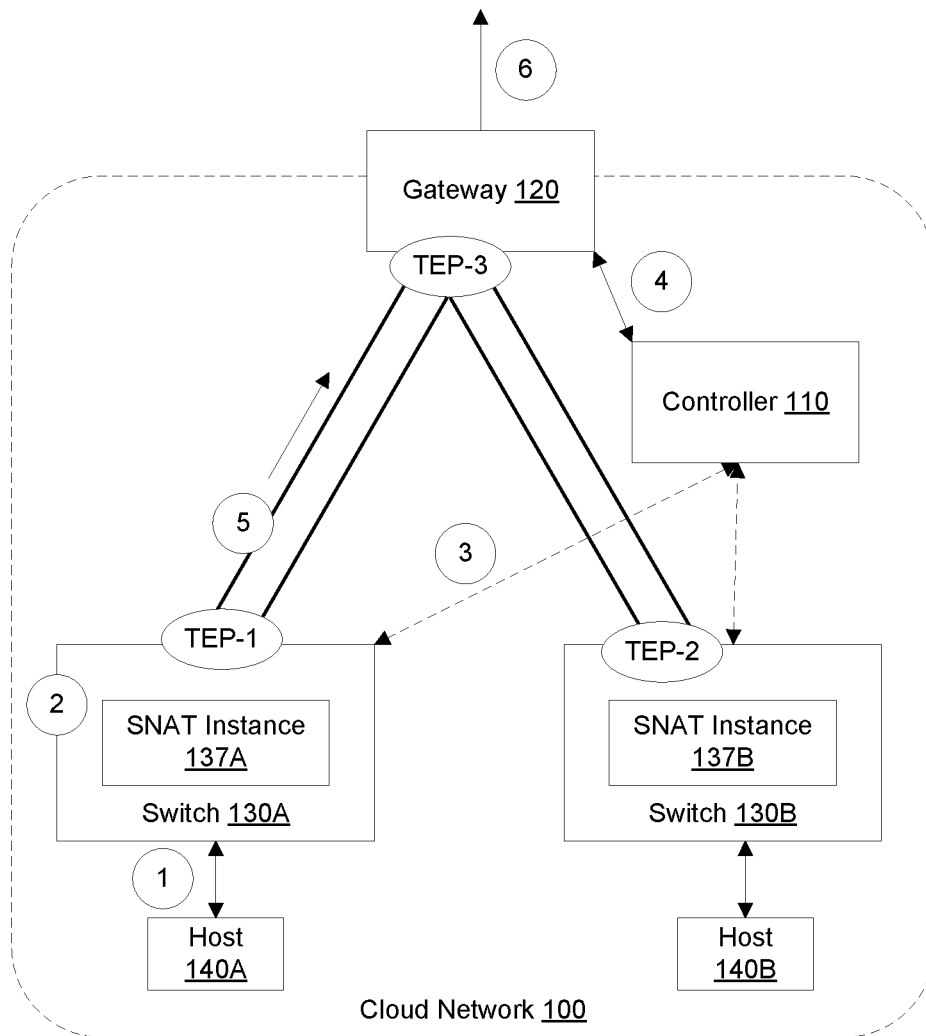 6
Gateway 120
TEP-3
4
Controller 110
5
3
TEP-1
TEP-2
2
SNAT Instance
137A
SNAT Instance
137B
Switch 130A
Switch 130B
1
Host
140A
Host
140B
Cloud Network 100